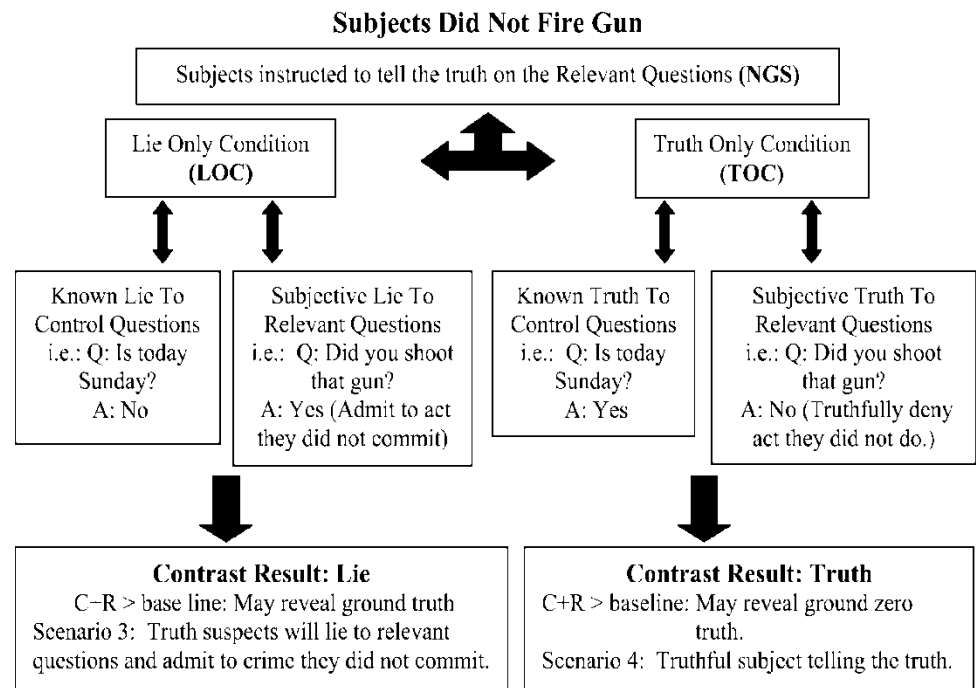 Subjects Did Not Fire Gun
Subjects instructed to tell the truth on the Relevant Questions (NGS)
Lie Only Condition
(LOC)
Truth Only Condition
(TOC)
Known Lie To
Control Questions
i.e.: Q: Is today
Sunday?
A: No
Subjective Lie To
Relevant Questions
i.e.: Q: Did you shoot
that gun?
A: Yes (Admit to act
they did not commit)
Known Truth To
Control Questions
i.e.: Q: Is today
Sunday?
A: Yes
Subjective Truth To
Relevant Questions
i.e.: Q: Did you shoot
that gun?
A: No (Truthfully deny
act they did not do.)
Contrast Result: Lie
C+R > base line: May reveal ground truth
Scenario 3: Truth suspects will lie to relevant
questions and admit to crime they did not commit.
Contrast Result: Truth
C+R > baseline: May reveal ground zero
truth.
Scenario 4: Truthful subject telling the truth.